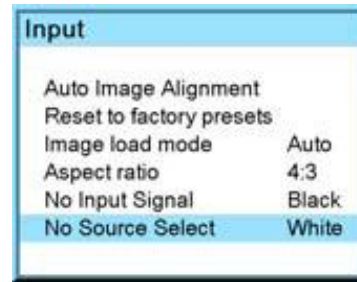 Input
Auto Image Alignment
Reset to factory presets
Image load mode Auto
Aspect ratio 4:3
No Input Signal Black
No Source Select White